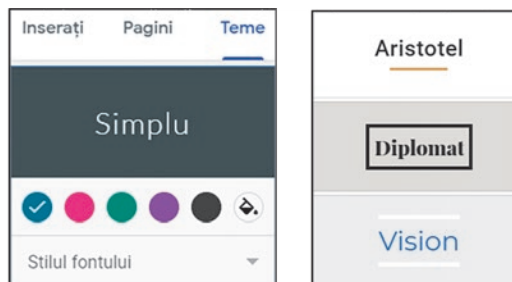 Inserați Pagini Teme
Simplu
Stilul fontului
Aristotel
Diplomat
Vision